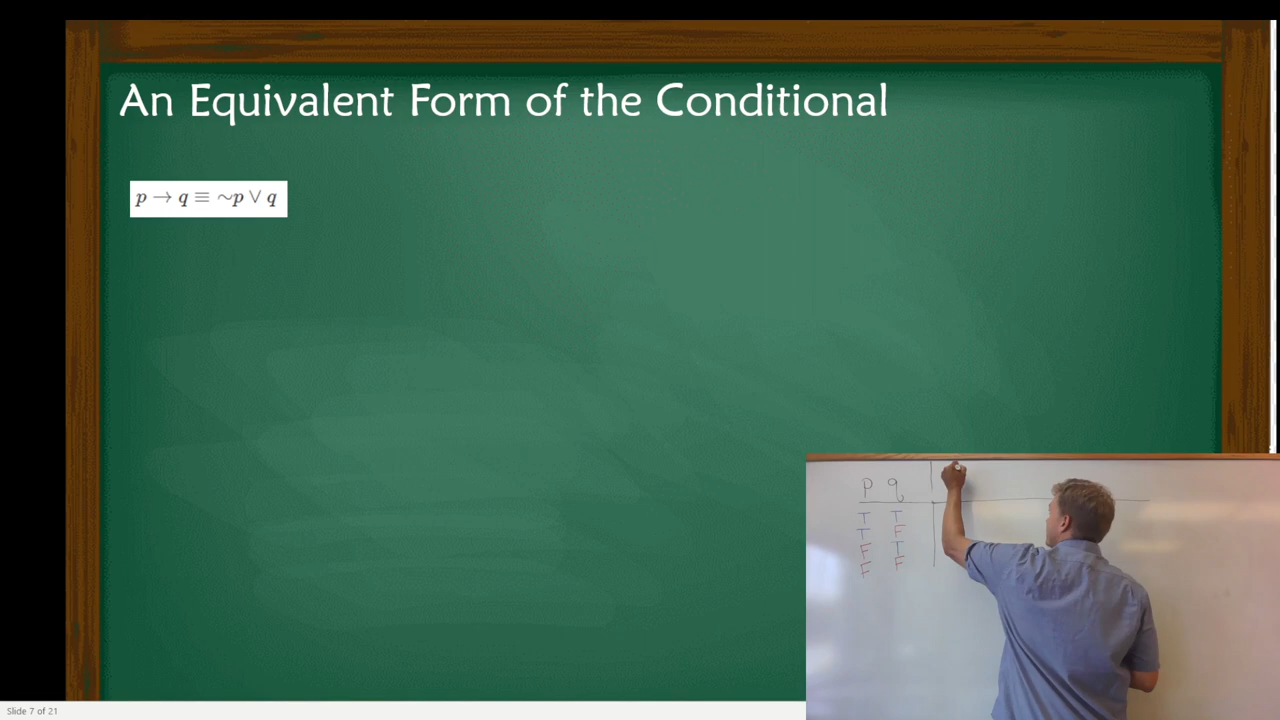 An Equivalent Form of the Conditional
p → q ≡ ~p ∨ q
p q
T T
T F
F T
F F
Slide 7 of 21